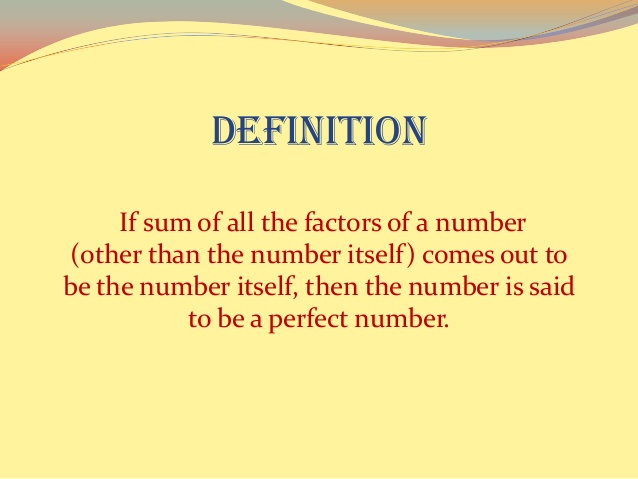 DEFINITION
If sum of all the factors of a number
(other than the number itself) comes out to
be the number itself, then the number is said
to be a perfect number.